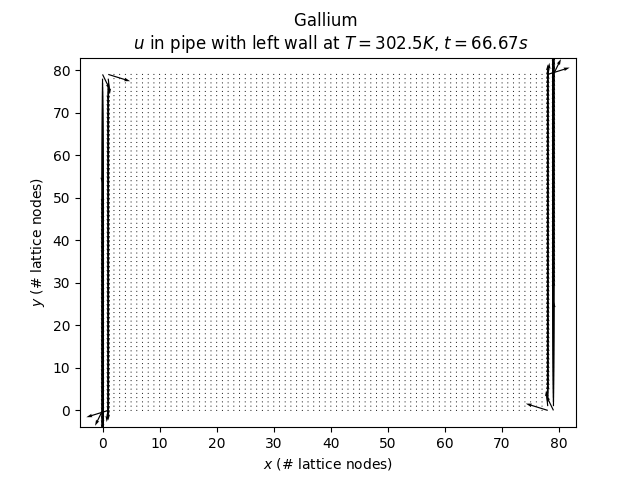 Gallium
u in pipe with left wall at T = 302.5K, t = 66.67s
80
70
60
50
40
30
20
10
0
y (# lattice nodes)
0 10 20 30 40 50 60 70 80
x (# lattice nodes)